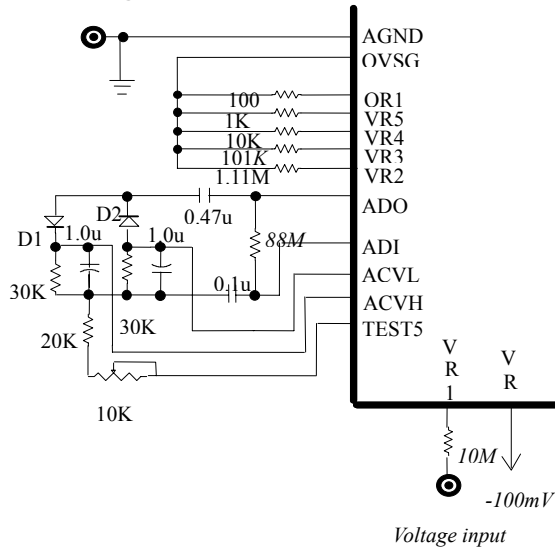 AGND
OVSG
100
OR1
1K
VR5
10K
VR4
101K
VR3
1.11M
VR2
ADO
0.47u
D1
D2
1.0u
1.0u
88M
ADI
30K
0.1u
ACVL
30K
ACVH
20K
TEST5
10K
V
R
1
V
R
10M
-100mV
Voltage input